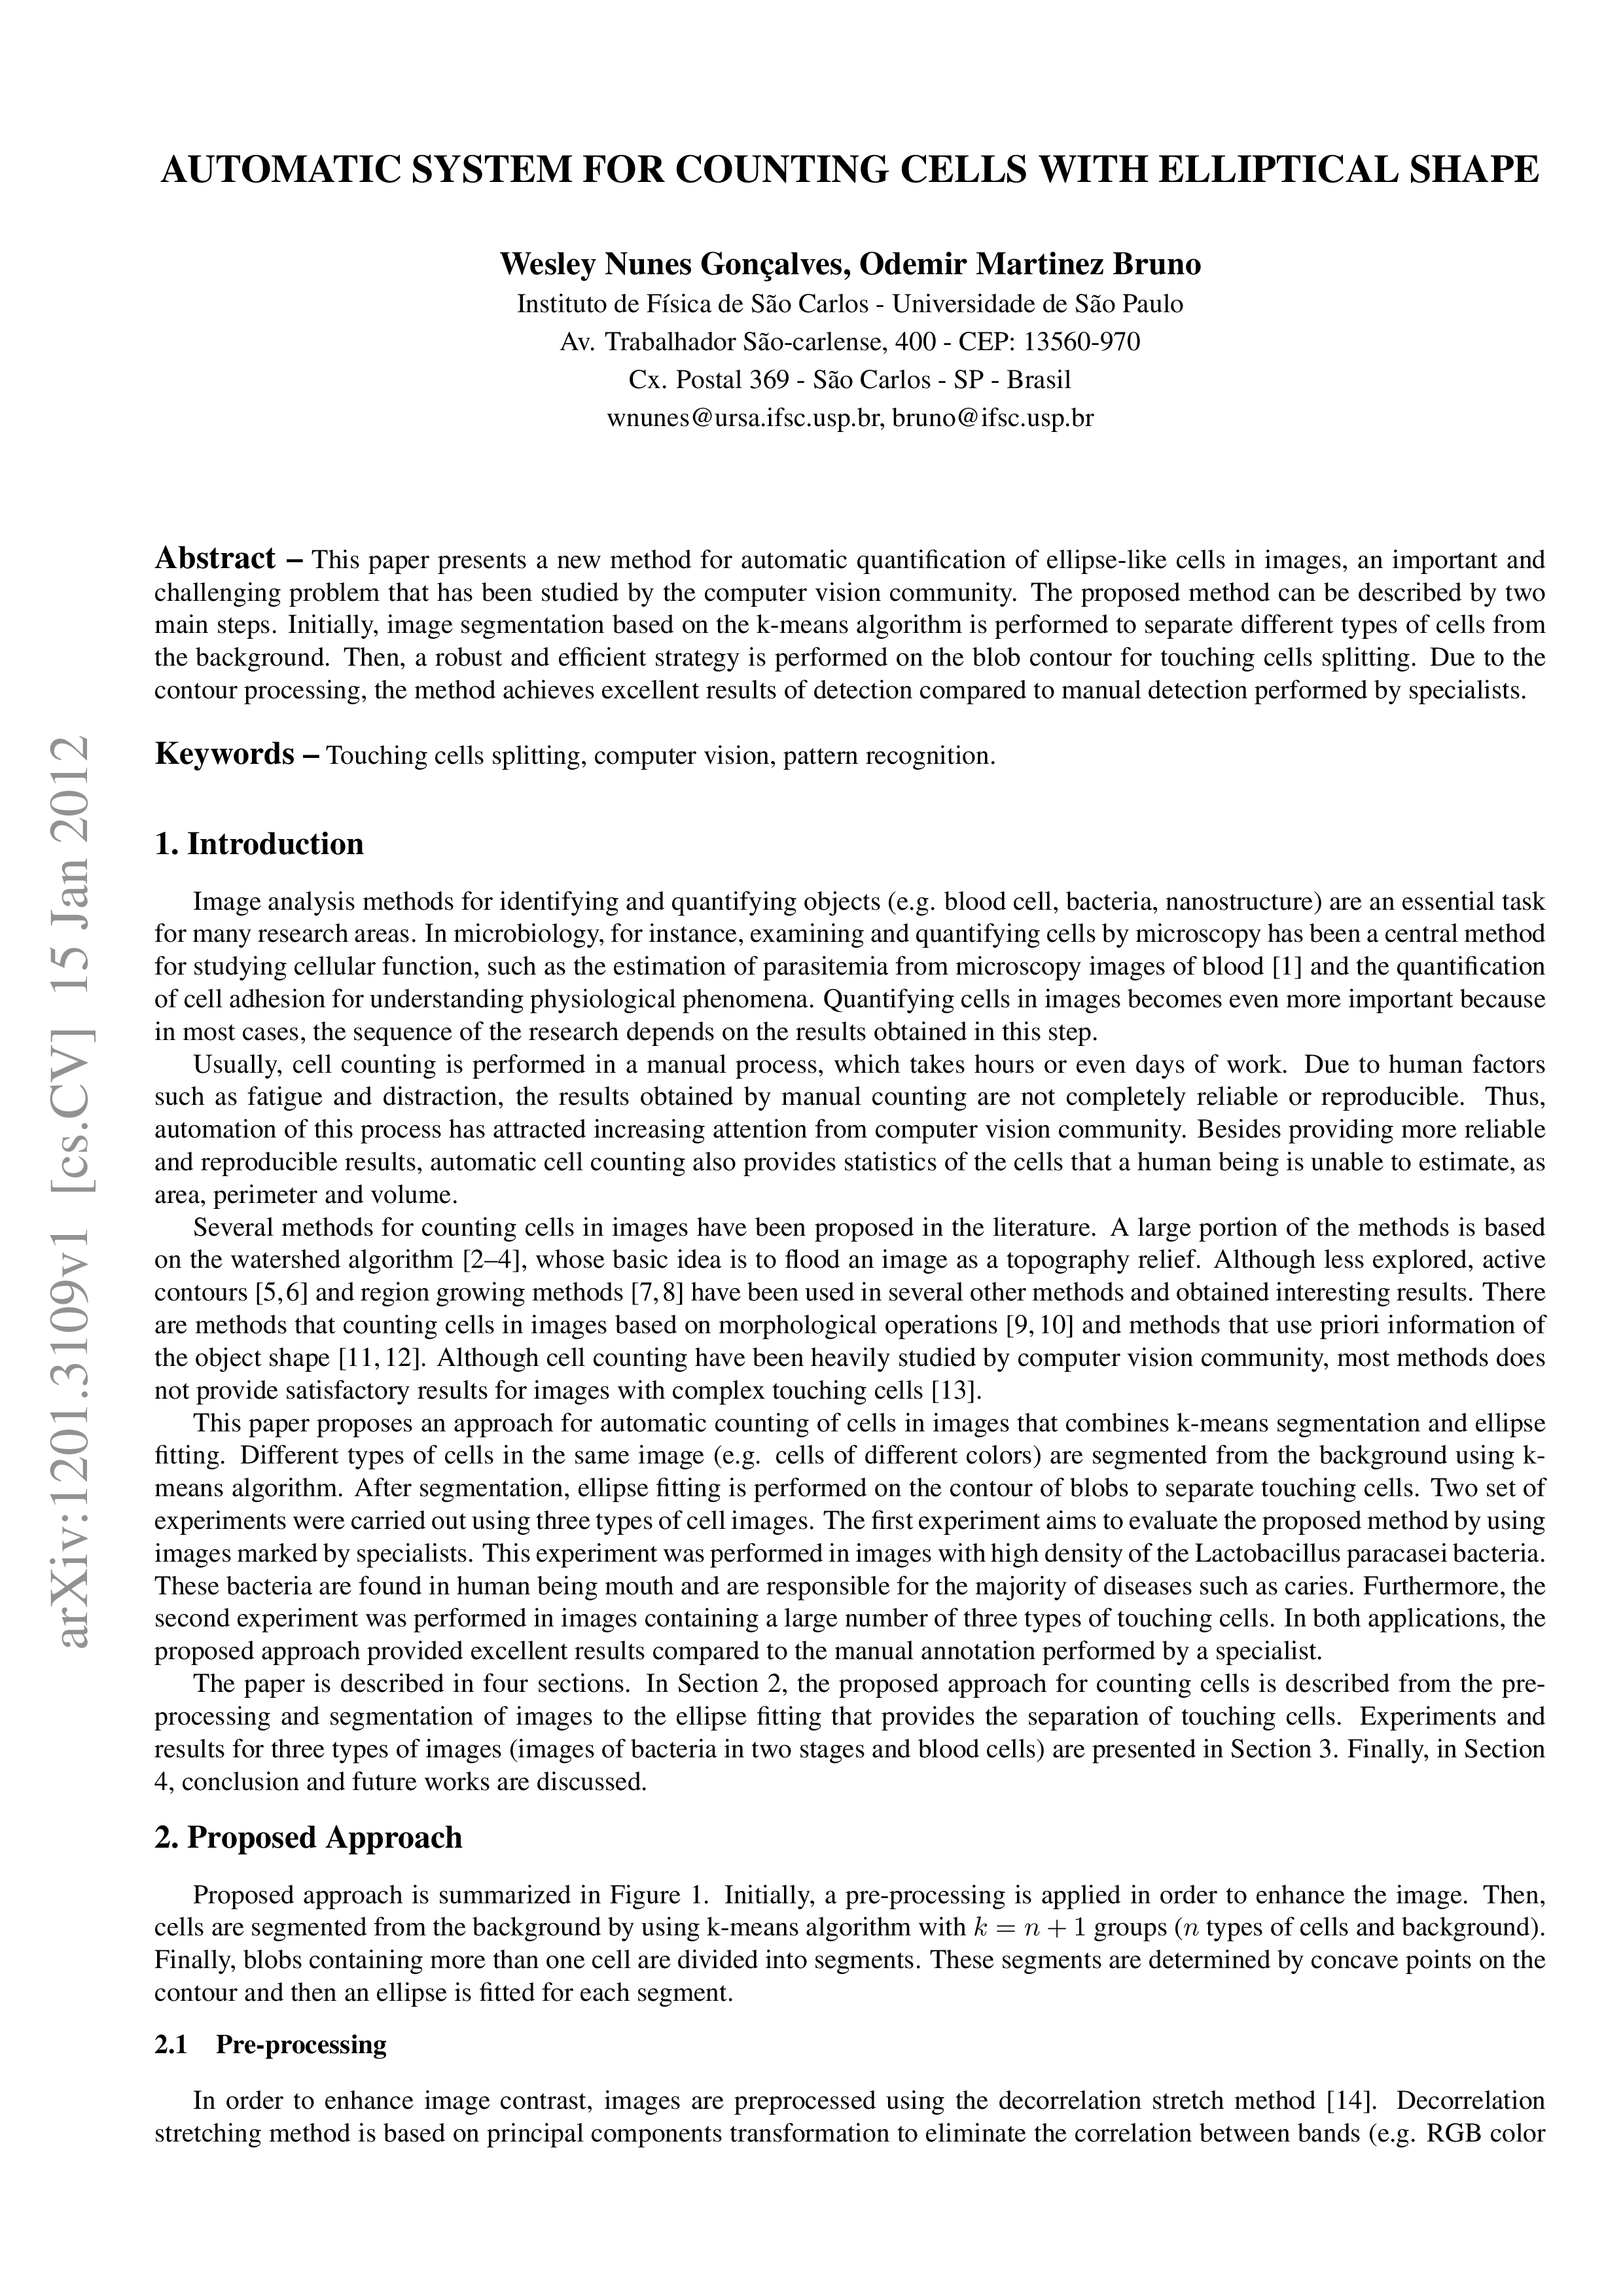 AUTOMATIC SYSTEM FOR COUNTING CELLS WITH ELLIPTICAL SHAPE
Wesley Nunes Gonçalves, Odemir Martinez Bruno
Instituto de Física de São Carlos - Universidade de São Paulo
Av. Trabalhador São-carlense, 400 - CEP: 13560-970
Cx. Postal 369 - São Carlos - SP - Brasil
wnunes@ursa.ifsc.usp.br, bruno@ifsc.usp.br
Abstract – This paper presents a new method for automatic quantification of ellipse-like cells in images, an important and
challenging problem that has been studied by the computer vision community. The proposed method can be described by two
main steps. Initially, image segmentation based on the k-means algorithm is performed to separate different types of cells from
the background. Then, a robust and efficient strategy is performed on the blob contour for touching cells splitting. Due to the
contour processing, the method achieves excellent results of detection compared to manual detection performed by specialists.
Keywords – Touching cells splitting, computer vision, pattern recognition.
1. Introduction
Image analysis methods for identifying and quantifying objects (e.g. blood cell, bacteria, nanostructure) are an essential task
for many research areas. In microbiology, for instance, examining and quantifying cells by microscopy has been a central method
for studying cellular function, such as the estimation of parasitemia from microscopy images of blood [1] and the quantification
of cell adhesion for understanding physiological phenomena. Quantifying cells in images becomes even more important because
in most cases, the sequence of the research depends on the results obtained in this step.
Usually, cell counting is performed in a manual process, which takes hours or even days of work. Due to human factors
such as fatigue and distraction, the results obtained by manual counting are not completely reliable or reproducible. Thus,
automation of this process has attracted increasing attention from computer vision community. Besides providing more reliable
and reproducible results, automatic cell counting also provides statistics of the cells that a human being is unable to estimate, as
area, perimeter and volume.
Several methods for counting cells in images have been proposed in the literature. A large portion of the methods is based
on the watershed algorithm [2–4], whose basic idea is to flood an image as a topography relief. Although less explored, active
contours [5,6] and region growing methods [7,8] have been used in several other methods and obtained interesting results. There
are methods that counting cells in images based on morphological operations [9,10] and methods that use priori information of
the object shape [11,12]. Although cell counting have been heavily studied by computer vision community, most methods does
not provide satisfactory results for images with complex touching cells [13].
This paper proposes an approach for automatic counting of cells in images that combines k-means segmentation and ellipse
fitting. Different types of cells in the same image (e.g. cells of different colors) are segmented from the background using k-
means algorithm. After segmentation, ellipse fitting is performed on the contour of blobs to separate touching cells. Two set of
experiments were carried out using three types of cell images. The first experiment aims to evaluate the proposed method by using
images marked by specialists. This experiment was performed in images with high density of the Lactobacillus paracasei bacteria.
These bacteria are found in human being mouth and are responsible for the majority of diseases such as caries. Furthermore, the
second experiment was performed in images containing a large number of three types of touching cells. In both applications, the
proposed approach provided excellent results compared to the manual annotation performed by a specialist.
The paper is described in four sections. In Section 2, the proposed approach for counting cells is described from the pre-
processing and segmentation of images to the ellipse fitting that provides the separation of touching cells. Experiments and
results for three types of images (images of bacteria in two stages and blood cells) are presented in Section 3. Finally, in Section
4, conclusion and future works are discussed.
2. Proposed Approach
Proposed approach is summarized in Figure 1. Initially, a pre-processing is applied in order to enhance the image. Then,
cells are segmented from the background by using k-means algorithm with k = n + 1 groups (n types of cells and background).
Finally, blobs containing more than one cell are divided into segments. These segments are determined by concave points on the
contour and then an ellipse is fitted for each segment.
2.1 Pre-processing
In order to enhance image contrast, images are preprocessed using the decorrelation stretch method [14]. Decorrelation
stretching method is based on principal components transformation to eliminate the correlation between bands (e.g. RGB color
arXiv:1201.3109v1 [cs.CV] 15 Jan 2012